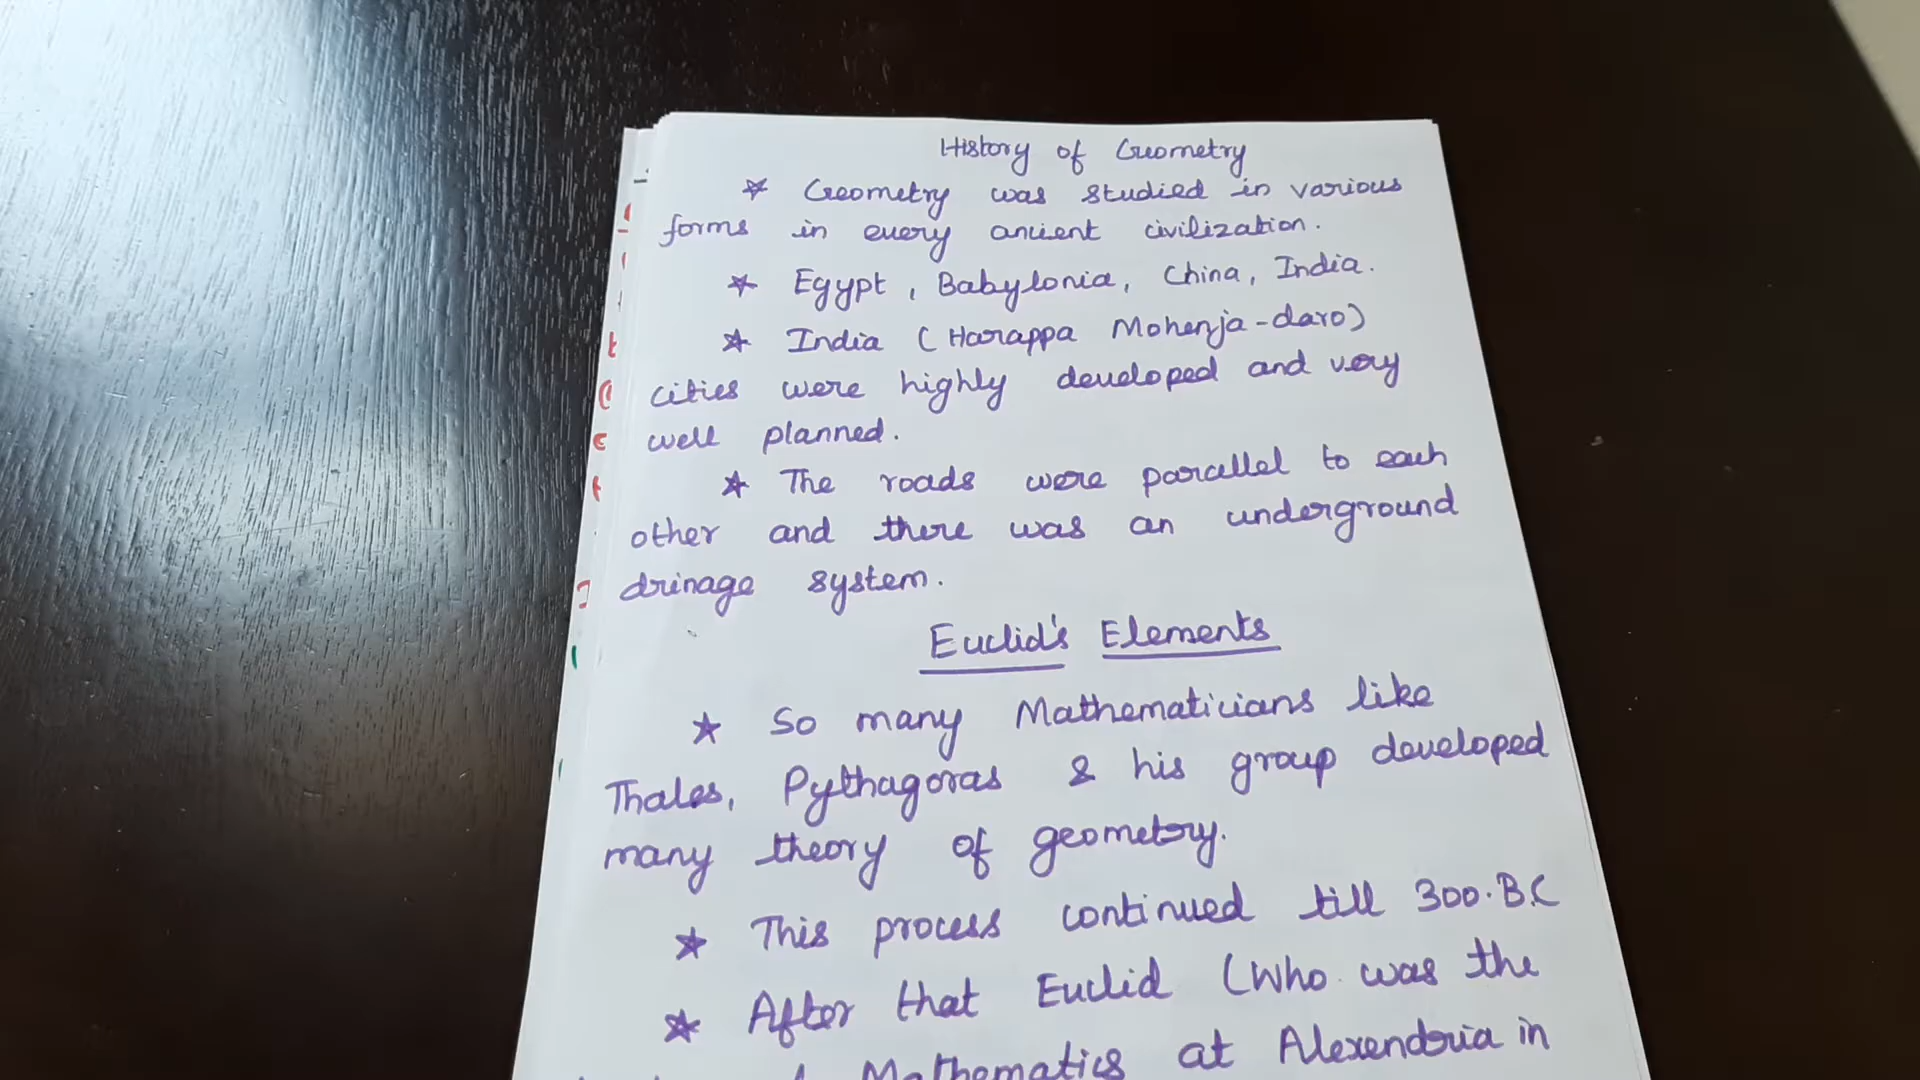 History of Geometry
☆ Geometry was studied in various
forms in every ancient civilization.
☆ Egypt, Babylonia, China, India.
☆ India (Harappa Mohenja-daro)
cities were highly developed and very
well planned.
☆ The roads were parallel to each
other and there was an underground
drinage system.
Euclid's Elements
☆ So many Mathematicians like
Thales, Pythagoras & his group developed
many theory of geometry.
☆ This process continued till 300.B.C
☆ After that Euclid (Who was the
Mathematics at Alexendria in